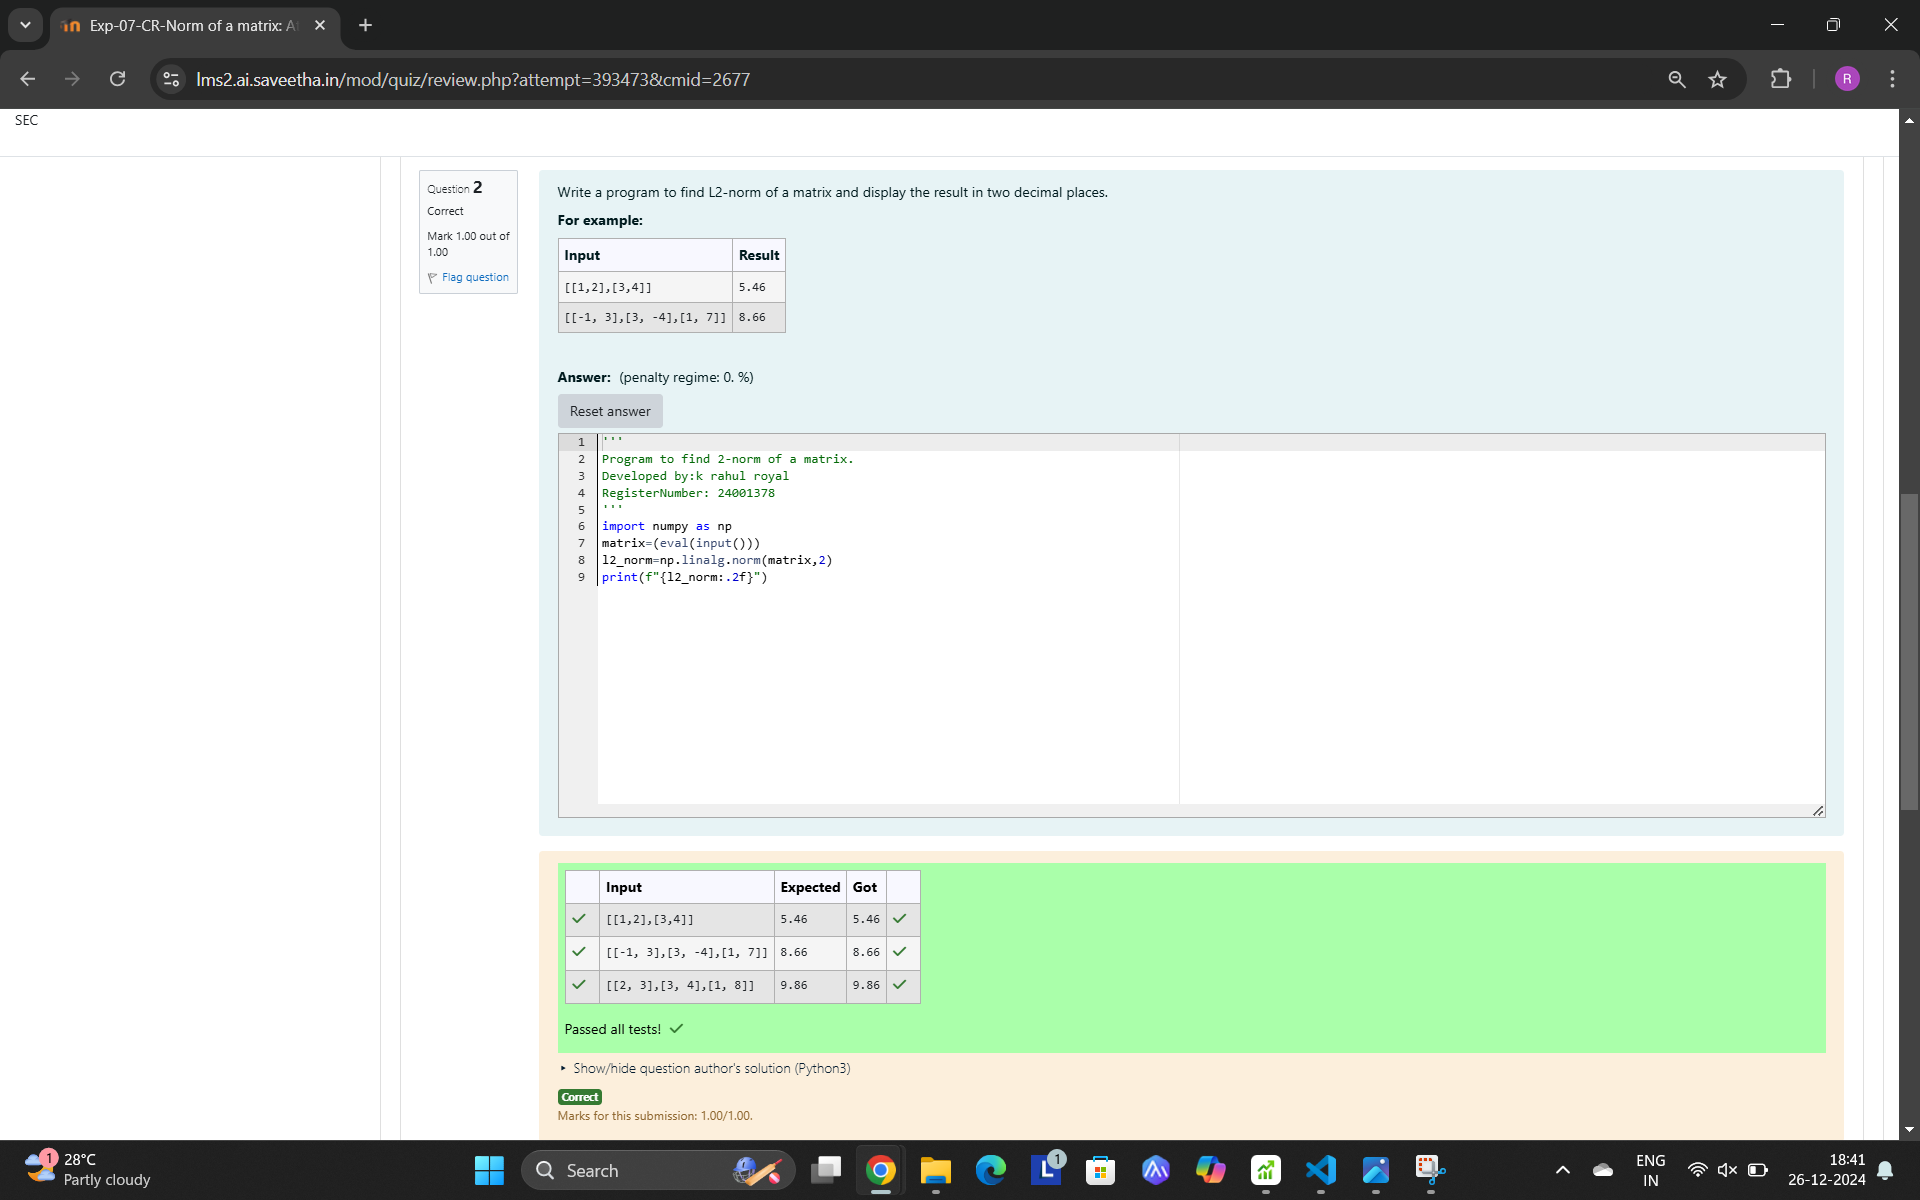 Exp-07-CR-Norm of a matrix: A
lms2.ai.saveetha.in/mod/quiz/review.php?attempt=393473&cmid=2677
R
SEC
Question 2
Correct
Mark 1.00 out of
1.00
Flag question
Write a program to find L2-norm of a matrix and display the result in two decimal places.
For example:
Input Result
[[1,2],[3,4]] 5.46
[[-1, 3],[3, -4],[1, 7]] 8.66
Answer: (penalty regime: 0. %)
Reset answer
1 '''
2 Program to find 2-norm of a matrix.
3 Developed by:k rahul royal
4 RegisterNumber: 24001378
5 '''
6 import numpy as np
7 matrix=(eval(input()))
8 l2_norm=np.linalg.norm(matrix,2)
9 print(f"{l2_norm:.2f}")
Input Expected Got
[[1,2],[3,4]] 5.46 5.46
[[-1, 3],[3, -4],[1, 7]] 8.66 8.66
[[2, 3],[3, 4],[1, 8]] 9.86 9.86
Passed all tests!
Show/hide question author's solution (Python3)
Correct
Marks for this submission: 1.00/1.00.
1
28°C
Partly cloudy
Search
L
1
ENG
IN
18:41
26-12-2024